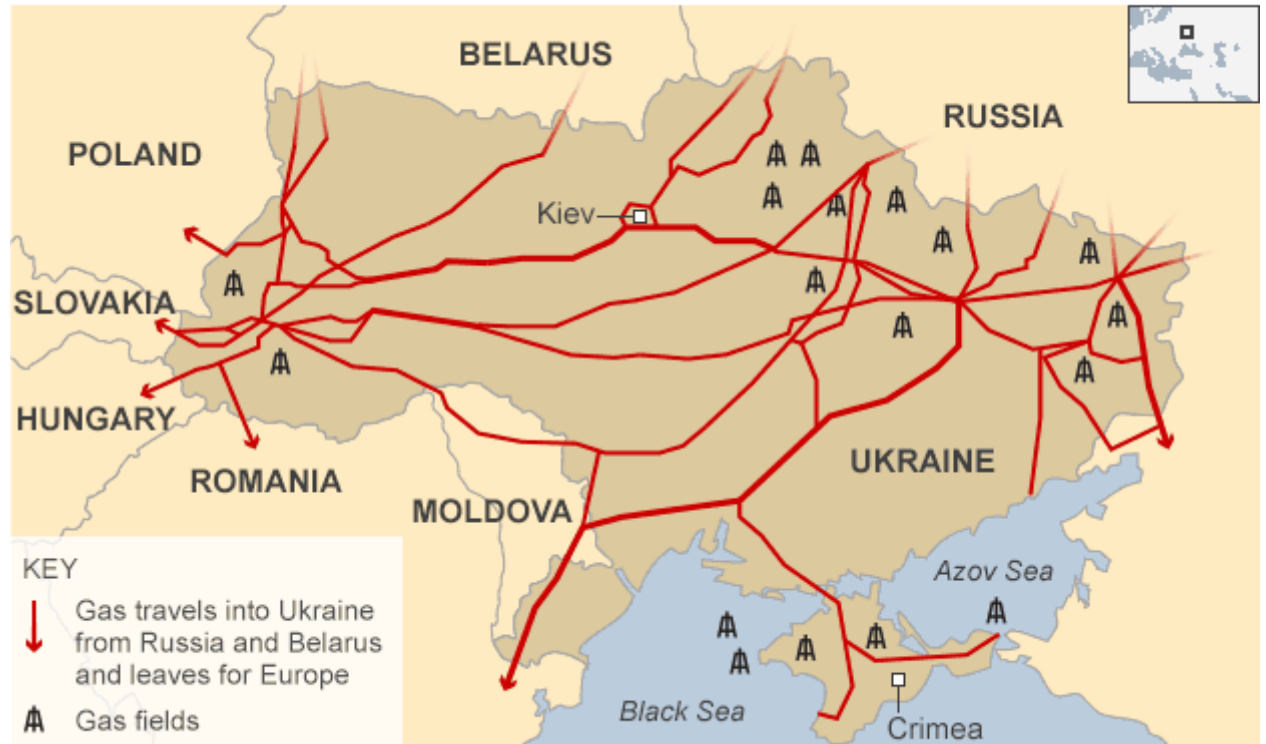 BELARUS
RUSSIA
POLAND
Kiev
SLOVAKIA
HUNGARY
UKRAINE
ROMANIA
MOLDOVA
Azov Sea
KEY
Gas travels into Ukraine
from Russia and Belarus
and leaves for Europe
Gas fields
Black Sea
Crimea